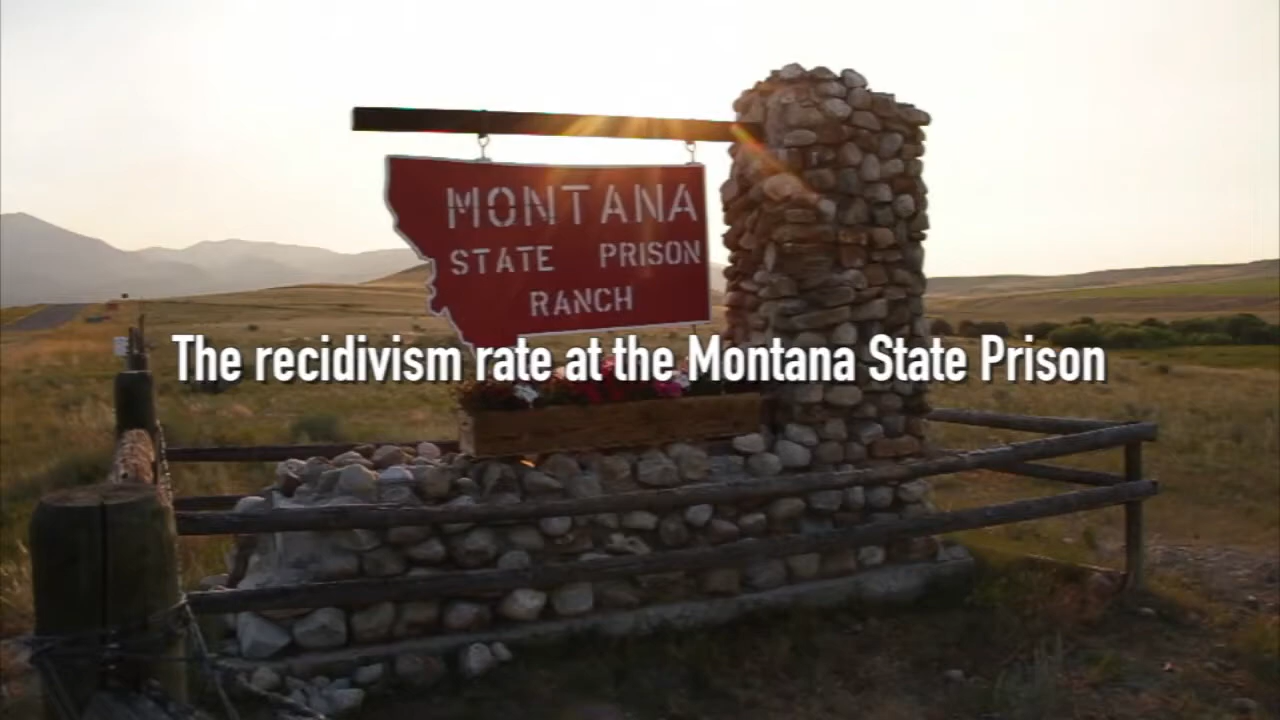 MONTANA
STATE PRISON
RANCH
The recidivism rate at the Montana State Prison